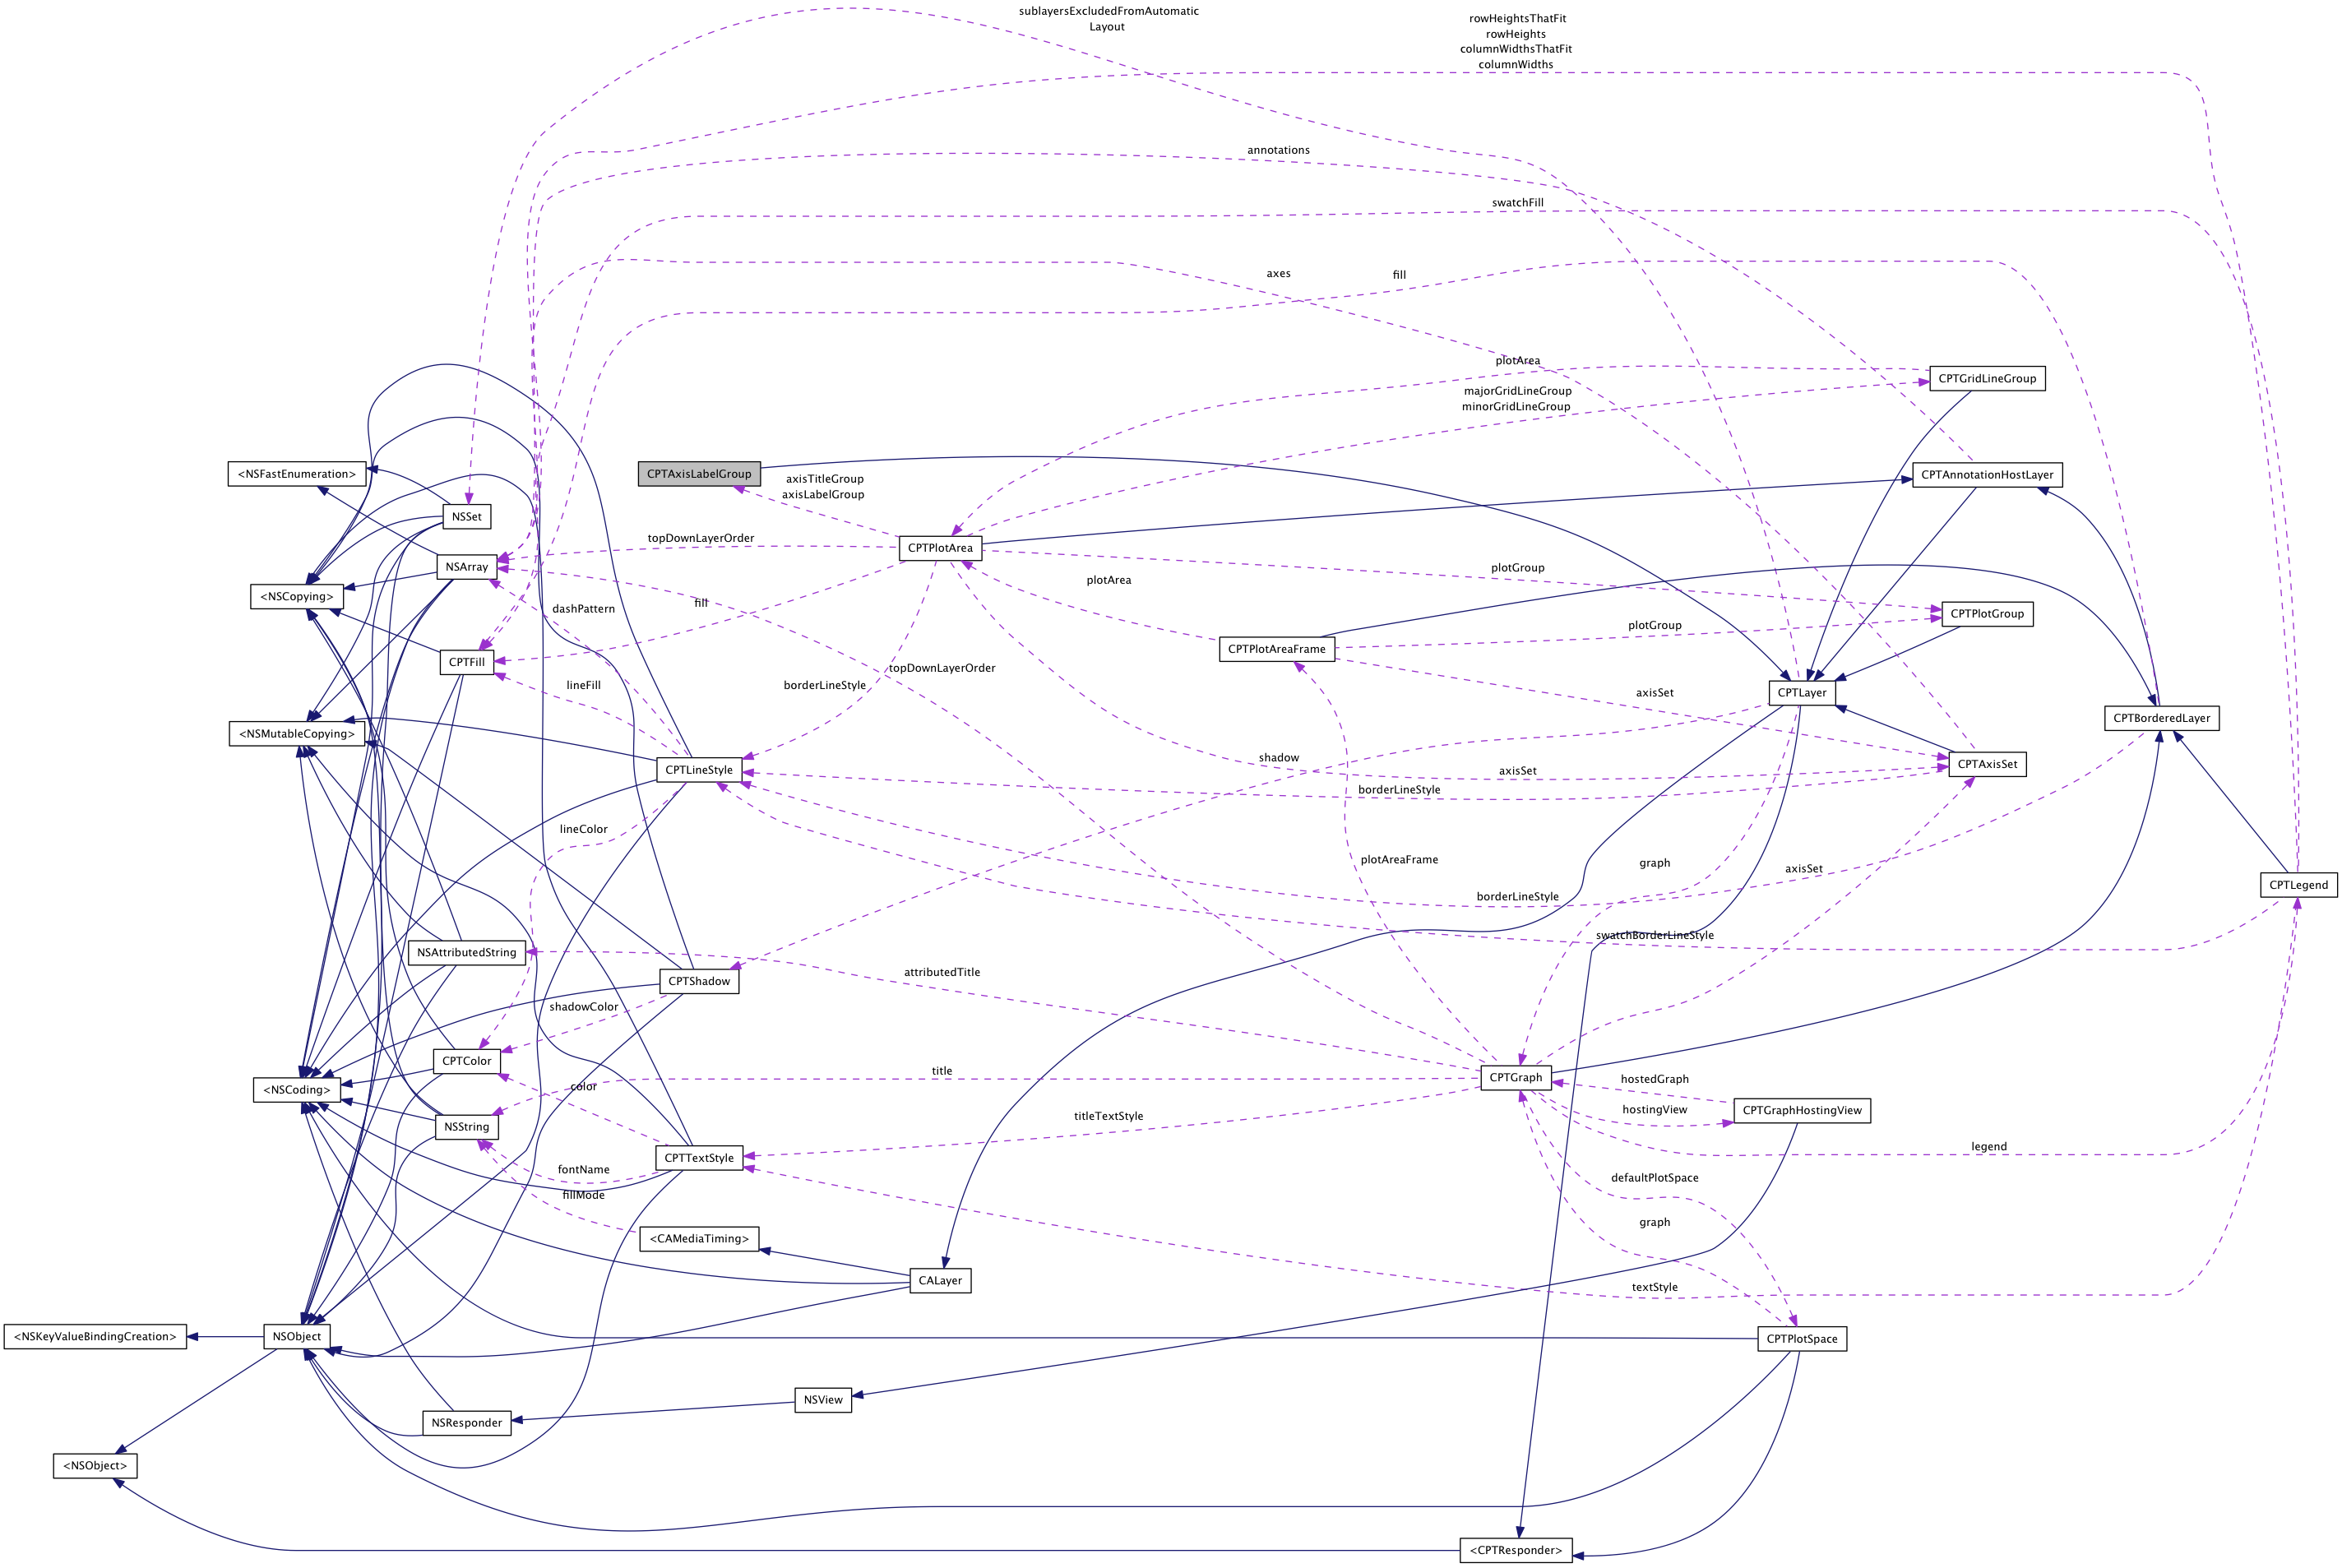 sublayersExcludedFromAutomatic
Layout
rowHeightsThatFit
rowHeights
columnWidthsThatFit
columnWidths
annotations
swatchFill
axes
fill
plotArea
CPTGridLineGroup
majorGridLineGroup
minorGridLineGroup
<NSFastEnumeration>
CPTAxisLabelGroup
CPTAnnotationHostLayer
axisTitleGroup
axisLabelGroup
NSSet
topDownLayerOrder
CPTPlotArea
NSArray
plotGroup
plotArea
<NSCopying>
fill
dashPattern
CPTPlotGroup
plotGroup
CPTPlotAreaFrame
CPTFill
topDownLayerOrder
lineFill
borderLineStyle
axisSet
CPTLayer
CPTBorderedLayer
<NSMutableCopying>
shadow
CPTLineStyle
axisSet
CPTAxisSet
borderLineStyle
lineColor
plotAreaFrame
graph
axisSet
CPTLegend
borderLineStyle
swatchBorderLineStyle
NSAttributedString
attributedTitle
CPTShadow
shadowColor
CPTColor
title
CPTGraph
hostedGraph
<NSCoding>
color
hostingView
CPTGraphHostingView
titleTextStyle
NSString
legend
CPTTextStyle
fontName
defaultPlotSpace
fillMode
graph
<CAMediaTiming>
CALayer
textStyle
<NSKeyValueBindingCreation>
NSObject
CPTPlotSpace
NSView
NSResponder
<NSObject>
<CPTResponder>